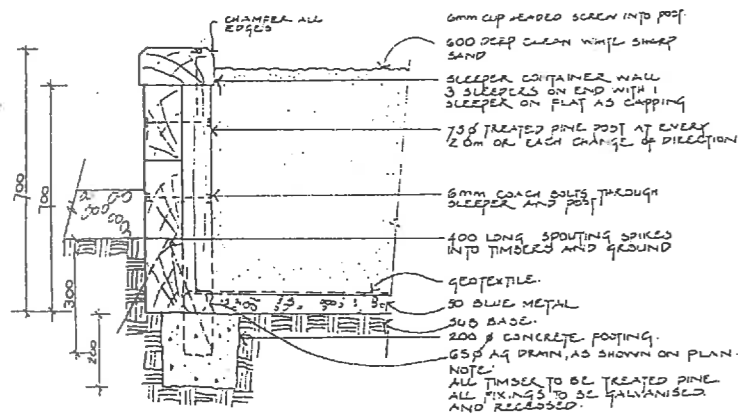 CHAMFER ALL
EDGES
6mm CUP HEADED SCREW INTO POST.
600 DEEP CLEAN WHITE SHARP
SAND
SLEEPER CONTAINER WALL
3 SLEEPERS ON END WITH 1
SLEEPER ON FLAT AS CAPPING
75Ø TREATED PINE POST AT EVERY
2.0m OR EACH CHANGE OF DIRECTION
6mm COACH BOLTS THROUGH
SLEEPER AND POST
400 LONG SPOUTING SPIKES
INTO TIMBERS AND GROUND
GEOTEXTILE.
50 BLUE METAL
SUB BASE.
200 Ø CONCRETE FOOTING.
65Ø AG DRAIN, AS SHOWN ON PLAN.
NOTE:
ALL TIMBER TO BE TREATED PINE
ALL FIXINGS TO BE GALVANISED
AND RECESSED.
700
700
300
200